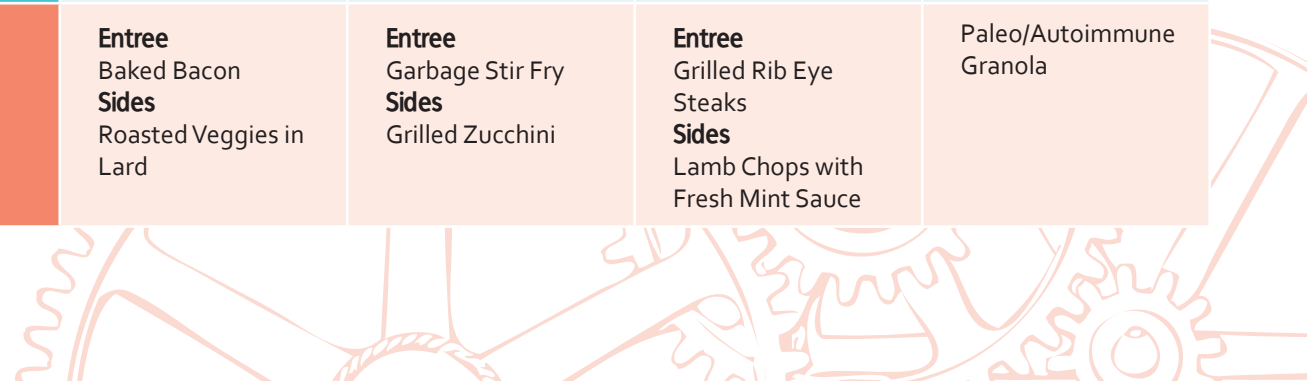 Entree
Baked Bacon
Sides
Roasted Veggies in
Lard
Entree
Garbage Stir Fry
Sides
Grilled Zucchini
Entree
Grilled Rib Eye
Steaks
Sides
Lamb Chops with
Fresh Mint Sauce
Paleo/Autoimmune
Granola